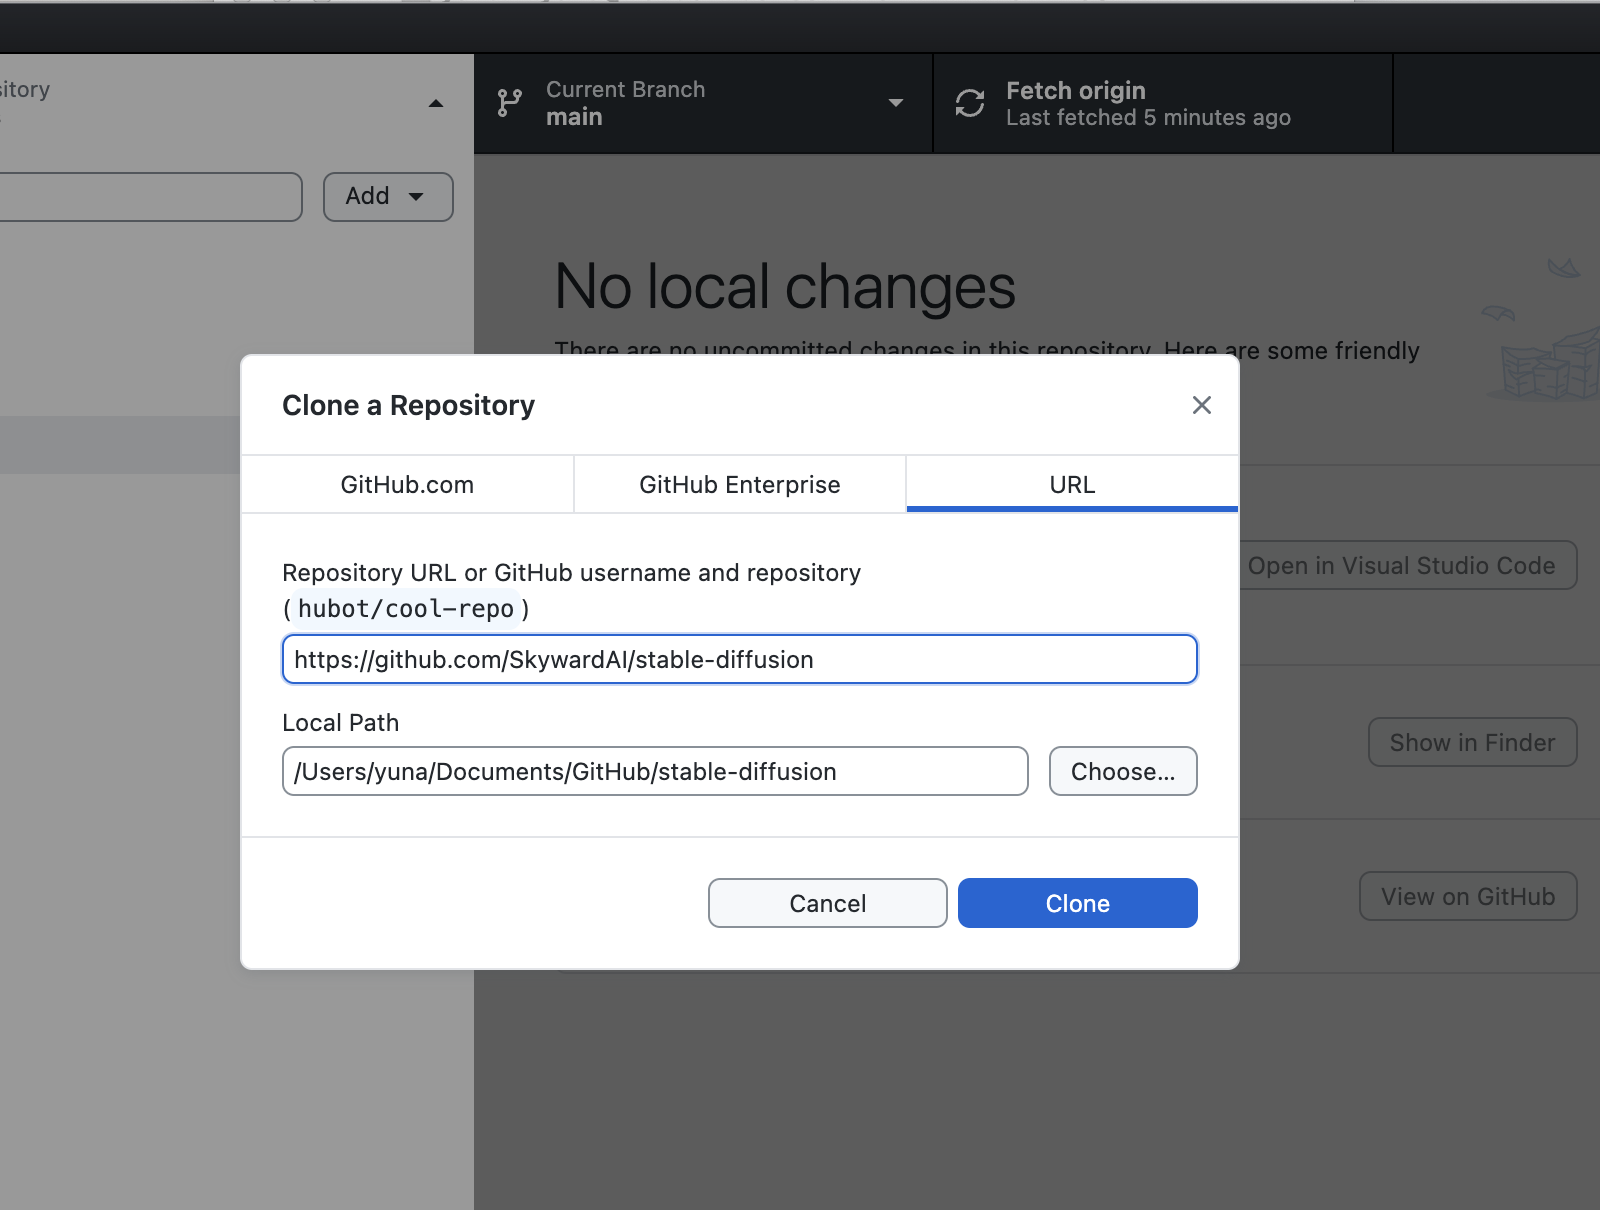 Current Branch
main
Fetch origin
Last fetched 5 minutes ago
Add
No local changes
There are no uncommitted changes in this repository. Here are some friendly
Clone a Repository
GitHub.com
GitHub Enterprise
URL
Repository URL or GitHub username and repository
(hubot/cool-repo)
https://github.com/SkywardAI/stable-diffusion
Local Path
/Users/yuna/Documents/GitHub/stable-diffusion
Choose...
Cancel
Clone
Open in Visual Studio Code
Show in Finder
View on GitHub